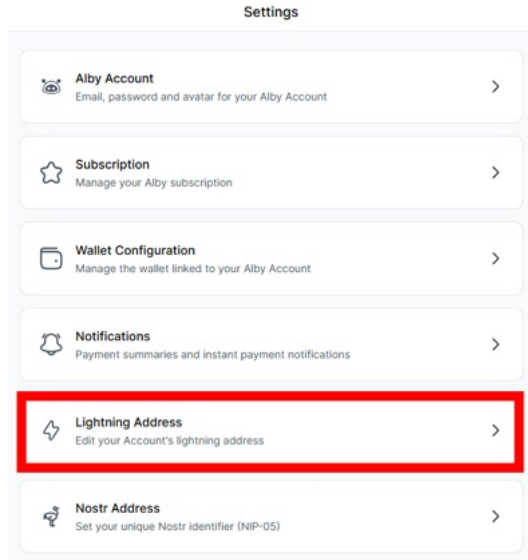 Settings
Alby Account
Email, password and avatar for your Alby Account
Subscription
Manage your Alby subscription
Wallet Configuration
Manage the wallet linked to your Alby Account
Notifications
Payment summaries and instant payment notifications
Lightning Address
Edit your Account's lightning address
Nostr Address
Set your unique Nostr identifier (NIP-05)